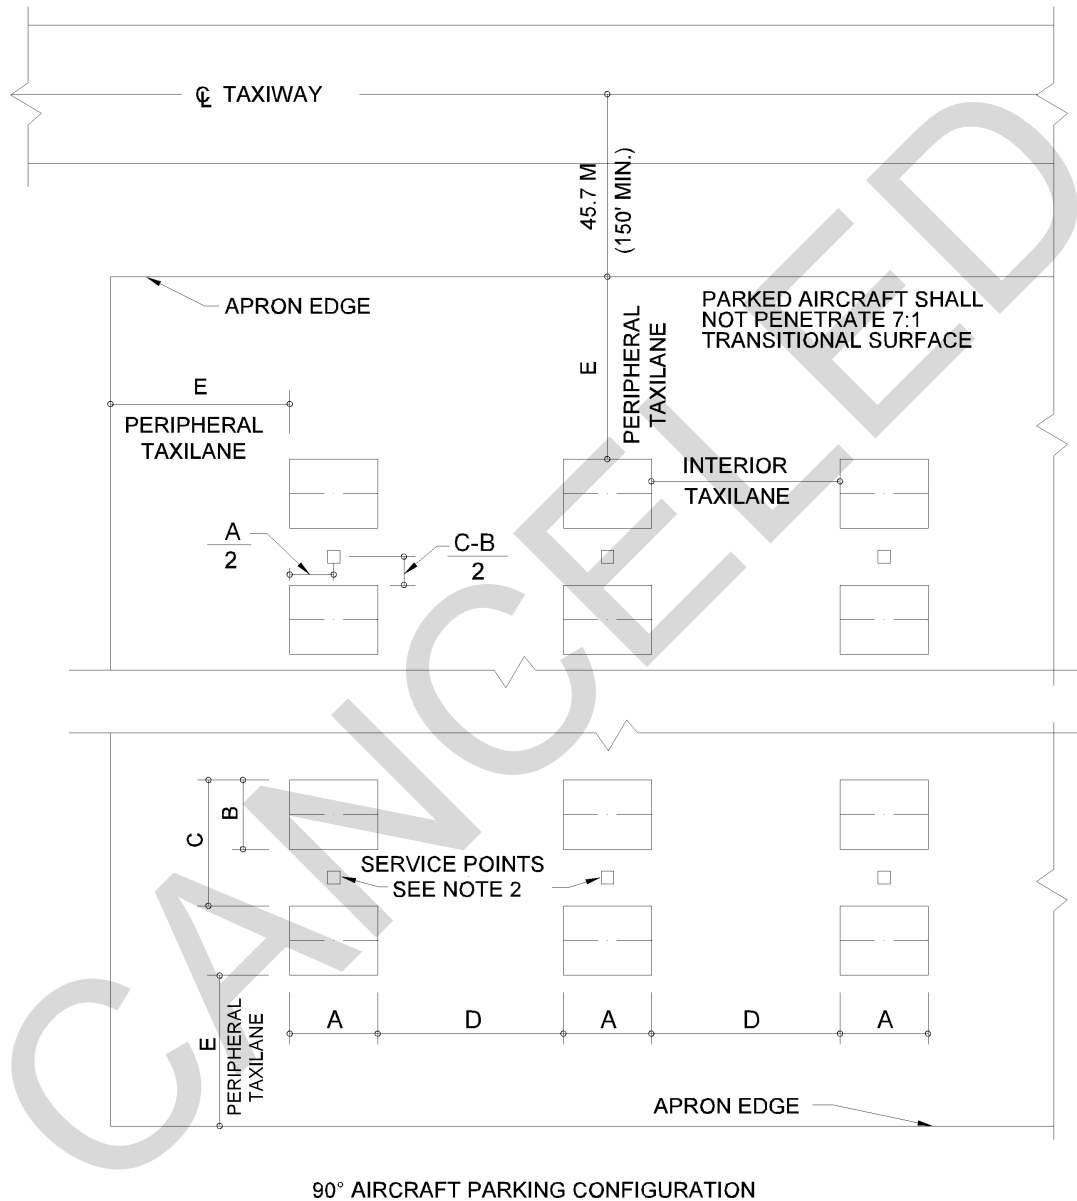 ℄ TAXIWAY
45.7 M
(150' MIN.)
APRON EDGE
PARKED AIRCRAFT SHALL
NOT PENETRATE 7:1
TRANSITIONAL SURFACE
E
PERIPHERAL
TAXILANE
E
PERIPHERAL
TAXILANE
INTERIOR
TAXILANE
A
2
C-B
2
C
B
SERVICE POINTS
SEE NOTE 2
E
PERIPHERAL
TAXILANE
A
D
A
D
A
APRON EDGE
90° AIRCRAFT PARKING CONFIGURATION
CANCELED